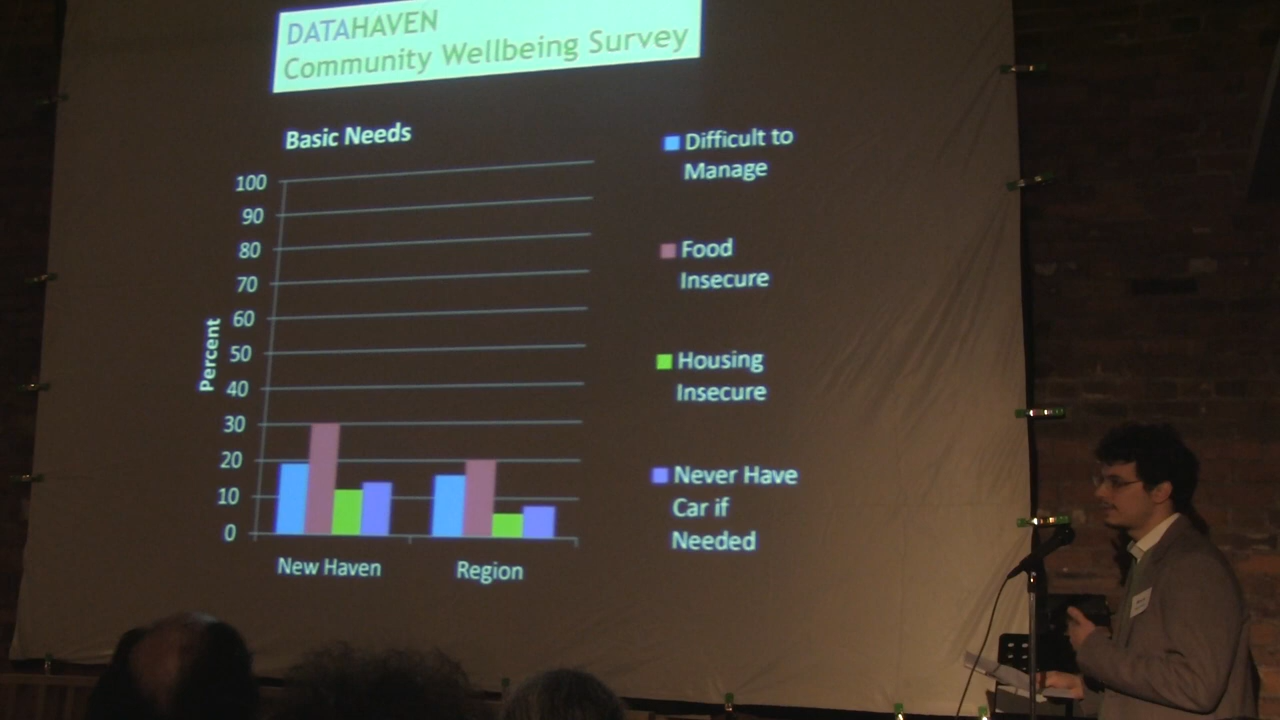 DATAHAVEN
Community Wellbeing Survey
Basic Needs
100
90
80
70
60
50
40
30
20
10
0
Percent
New Haven
Region
Difficult to
Manage
Food
Insecure
Housing
Insecure
Never Have
Car if
Needed